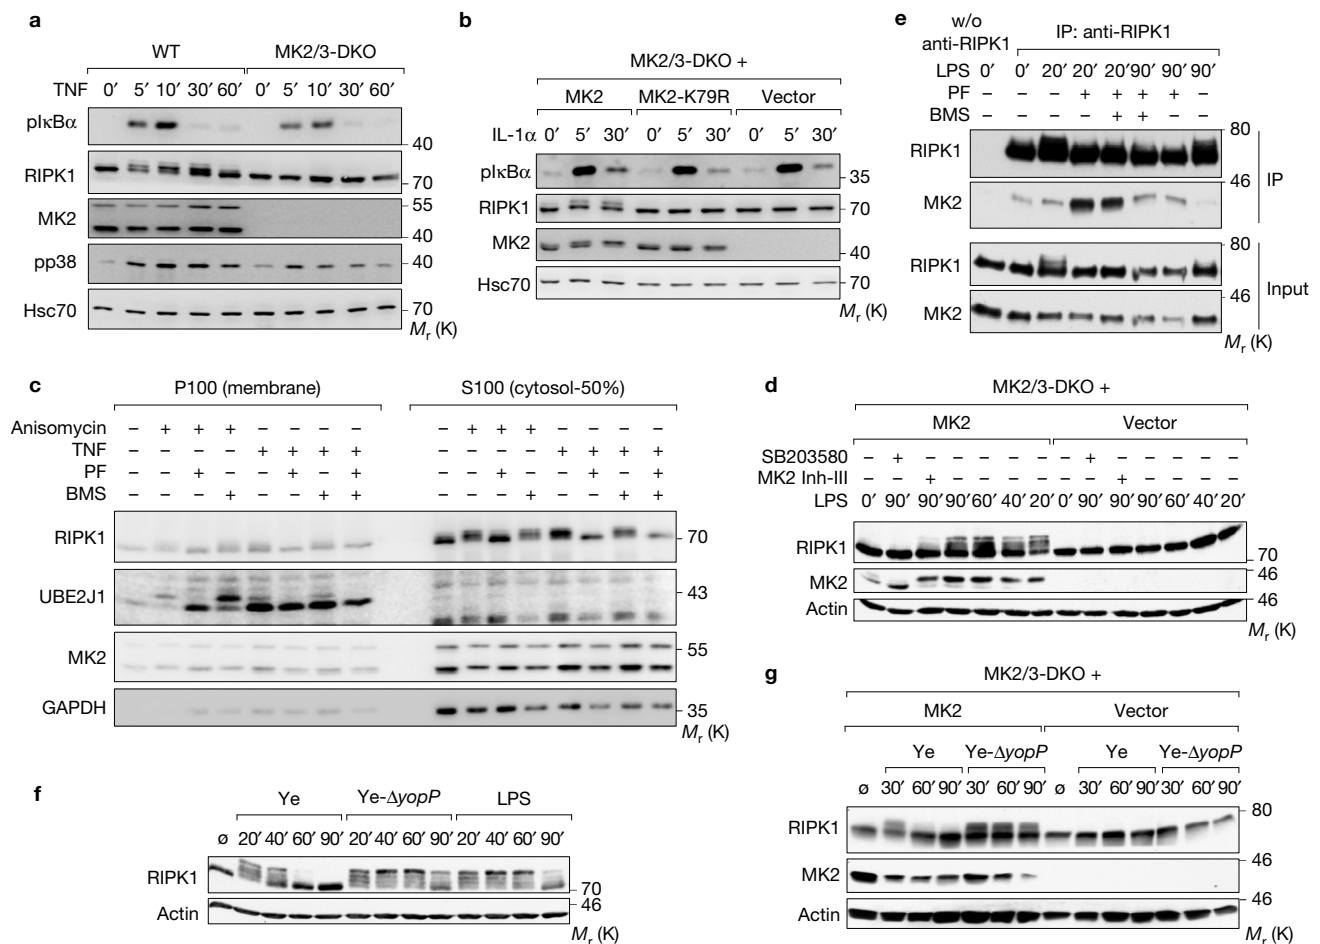 a
WT MK2/3-DKO
TNF 0′ 5′ 10′ 30′ 60′ 0′ 5′ 10′ 30′ 60′
pIκBα
40
RIPK1
70
MK2
55
40
pp38
40
Hsc70
70
Mr (K)
b
MK2/3-DKO +
MK2 MK2-K79R Vector
IL-1α 0′ 5′ 30′ 0′ 5′ 30′ 0′ 5′ 30′
pIκBα
35
RIPK1
70
MK2
40
Hsc70
70
Mr (K)
e
w/o
anti-RIPK1
IP: anti-RIPK1
LPS 0′ 0′ 20′ 20′ 20′ 90′ 90′ 90′
PF – – – + + + + –
BMS – – – – + + – –
80
RIPK1
46
MK2
IP
80
RIPK1
46
MK2
Input
Mr (K)
c
P100 (membrane) S100 (cytosol-50%)
Anisomycin – + + + – – – – – + + + – – – –
TNF – – – – + + + + – – – – + + + +
PF – – + – – + – + – – + – – + – +
BMS – – – + – – + + – – – + – – + +
RIPK1
70
UBE2J1
43
MK2
55
GAPDH
35
Mr (K)
d
MK2/3-DKO +
MK2 Vector
SB203580 – + – – – – – – + – – – – –
MK2 Inh-III – – + – – – – – – + – – – –
LPS 0′ 90′ 90′ 90′ 60′ 40′ 20′ 0′ 90′ 90′ 90′ 60′ 40′ 20′
RIPK1
70
MK2
46
Actin
46
Mr (K)
f
Ye Ye-ΔyopP LPS
ø 20′ 40′ 60′ 90′ 20′ 40′ 60′ 90′ 20′ 40′ 60′ 90′
RIPK1
70
Actin
46
Mr (K)
g
MK2/3-DKO +
MK2 Vector
Ye Ye-ΔyopP Ye Ye-ΔyopP
ø 30′ 60′ 90′ 30′ 60′ 90′ ø 30′ 60′ 90′ 30′ 60′ 90′
80
RIPK1
46
MK2
46
Actin
Mr (K)